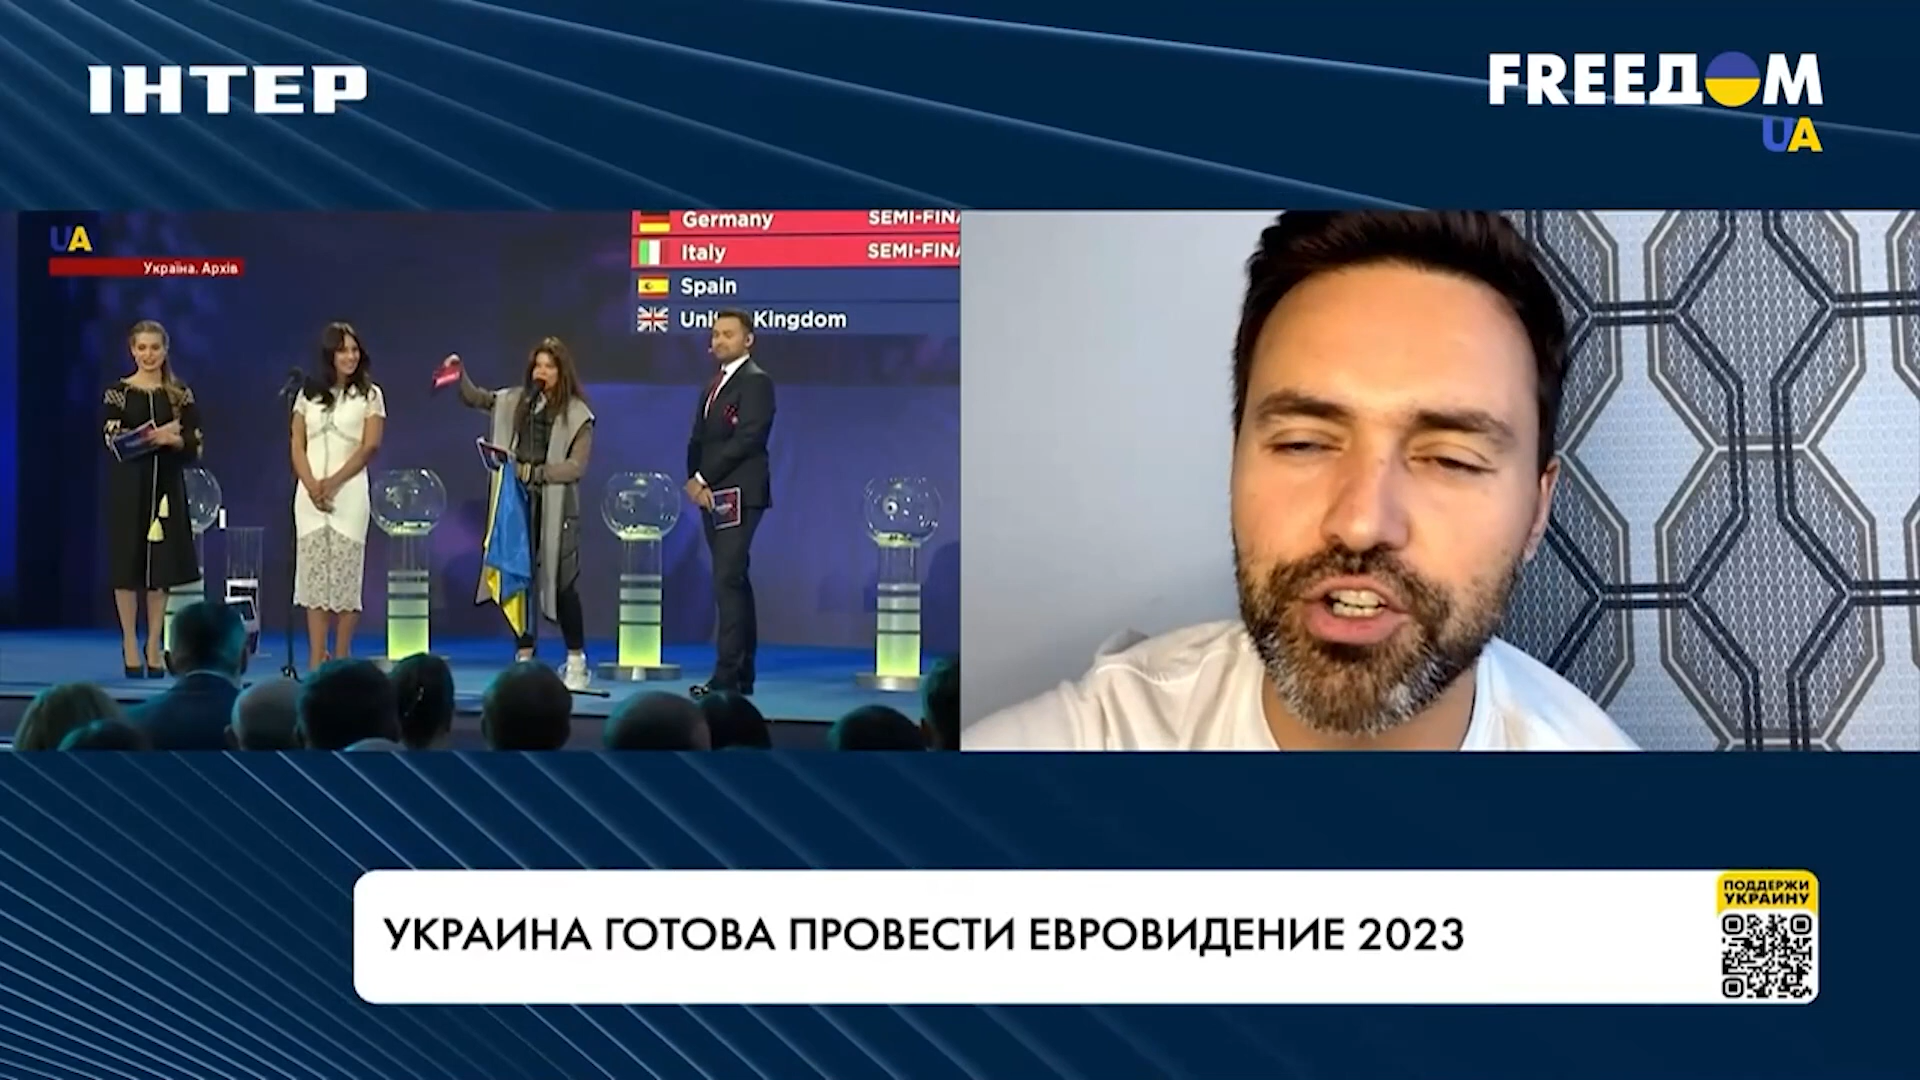 ІНТЕР
FREEДOM
UA
UA
Україна. Архів
Germany SEMI-FINA
Italy SEMI-FINA
Spain
Kingdom
УКРАИНА ГОТОВА ПРОВЕСТИ ЕВРОВИДЕНИЕ 2023
ПОДДЕРЖИ
УКРАИНУ